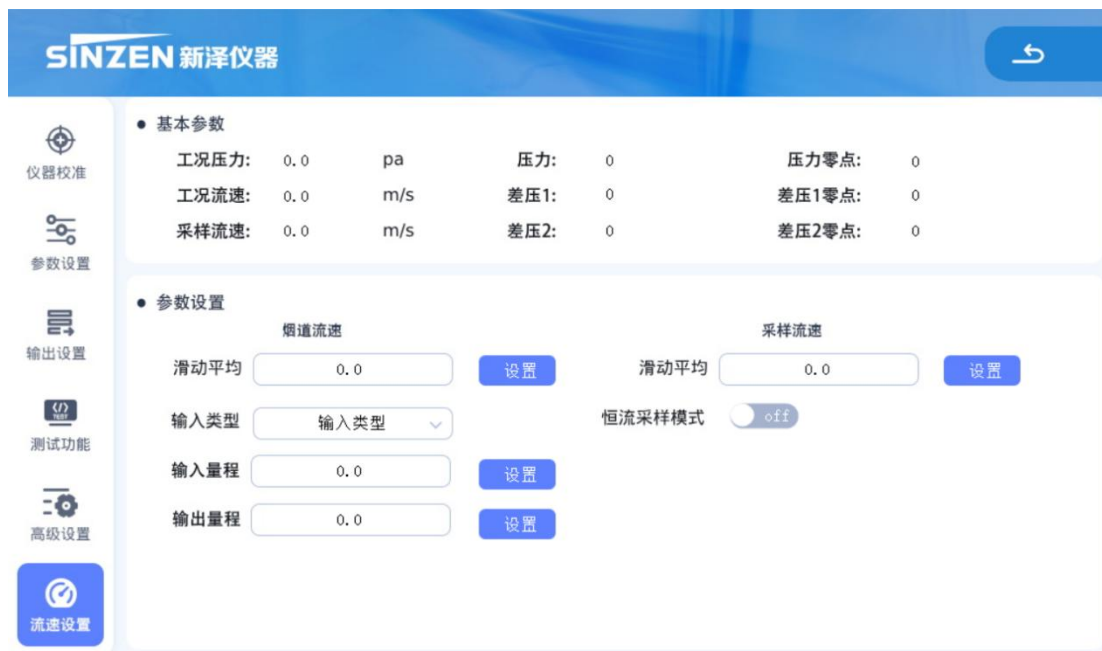 SINZEN 新泽仪器
仪器校准
参数设置
输出设置
TEST
测试功能
高级设置
流速设置
基本参数
工况压力: 0.0 pa 压力: 0 压力零点: 0
工况流速: 0.0 m/s 差压1: 0 差压1零点: 0
采样流速: 0.0 m/s 差压2: 0 差压2零点: 0
参数设置
烟道流速 采样流速
滑动平均 0.0 设置 滑动平均 0.0 设置
输入类型 输入类型 恒流采样模式 off
输入量程 0.0 设置
输出量程 0.0 设置